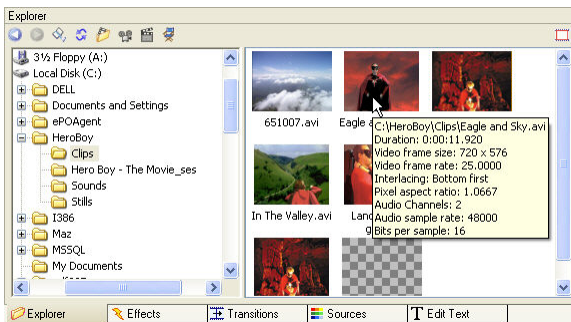 Explorer
3½ Floppy (A:)
Local Disk (C:)
DELL
Documents and Settings
ePOAgent
HeroBoy
Clips
Hero Boy - The Movie_ses
Sounds
Stills
I386
Maz
MSSQL
My Documents
651007.avi
Eagle
C:\HeroBoy\Clips\Eagle and Sky.avi
Duration: 0:00:11.920
Video frame size: 720 x 576
Video frame rate: 25.0000
Interlacing: Bottom first
Pixel aspect ratio: 1.0667
Audio Channels: 2
Audio sample rate: 48000
Bits per sample: 16
In The Valley.avi
Explorer
Effects
Transitions
Sources
Edit Text